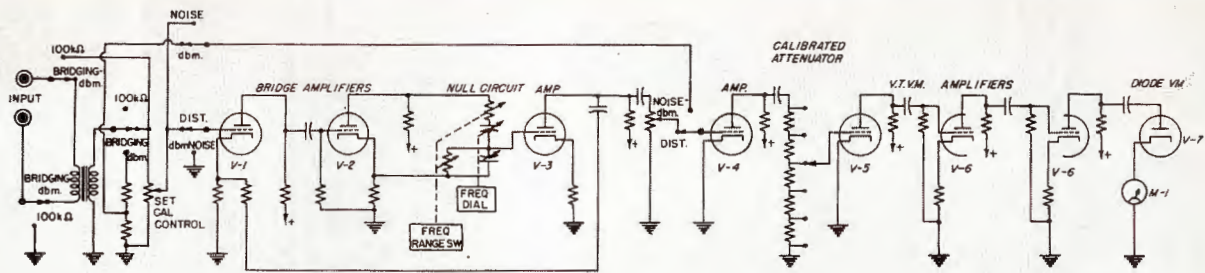 NOISE
100kΩ
dbm.
BRIDGING-
dbm.
INPUT
BRIDGING
dbm.
100kΩ
100kΩ
BRIDGING
dbm.
DIST.
dbmNOISE
SET
CAL
CONTROL
BRIDGE AMPLIFIERS
V-1
+
V-2
NULL CIRCUIT
+
FREQ
DIAL
FREQ
RANGE SW
AMP.
V-3
+
NOISE-
dbm.
DIST.
AMP.
V-4
+
CALIBRATED
ATTENUATOR
V.T.V.M. AMPLIFIERS
V-5
+
V-6
+
V-6
+
DIODE VM
V-7
M-1